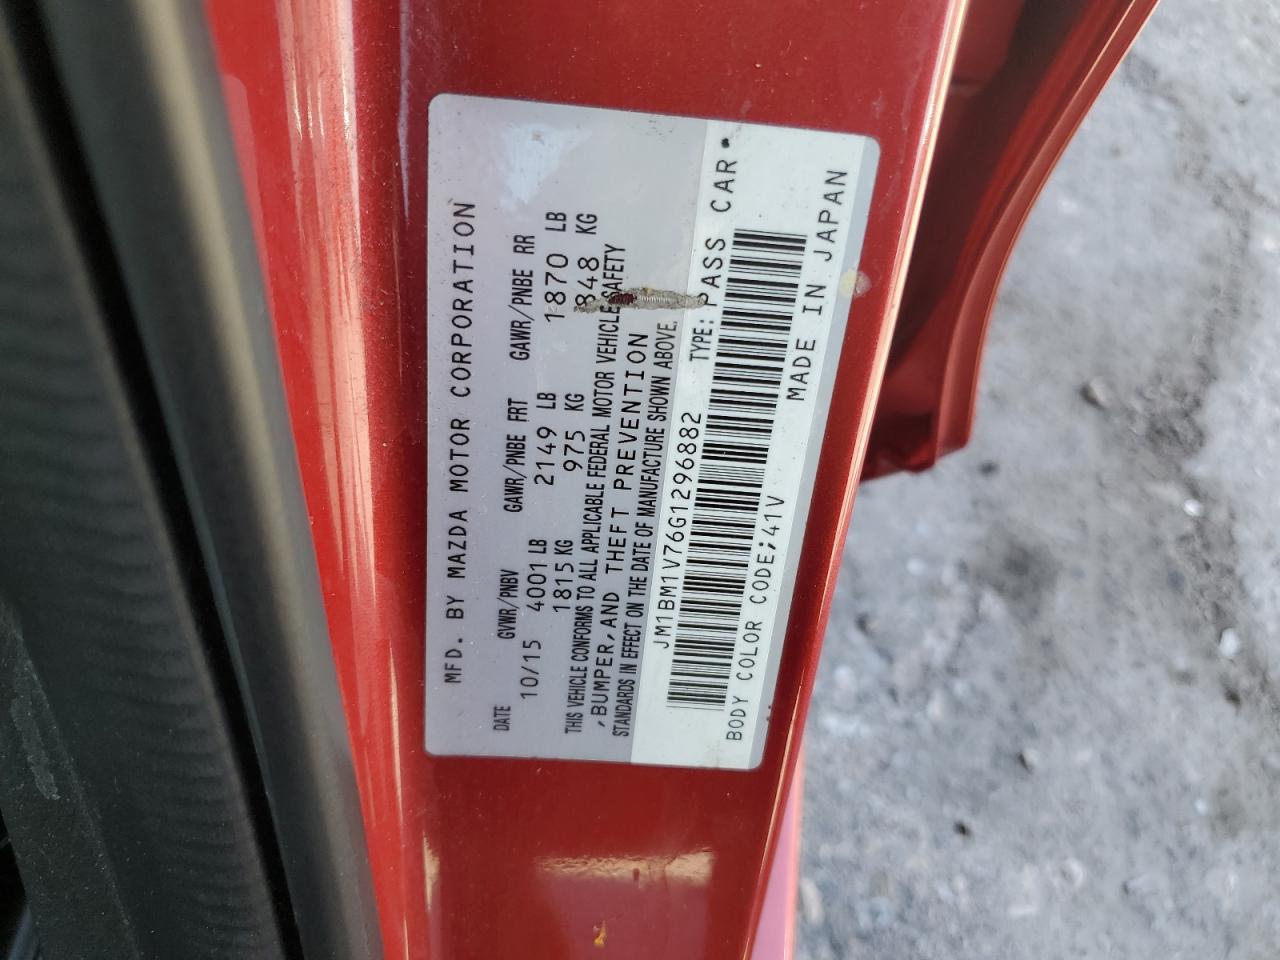 MFD. BY MAZDA MOTOR CORPORATION
DATE GVWR/PNBV GAWR/PNBE FRT GAWR/PNBE RR
10/15 4001 LB 2149 LB 1870 LB
1815 KG 975 KG 848 KG
THIS VEHICLE CONFORMS TO ALL APPLICABLE FEDERAL MOTOR VEHICLE SAFETY
,BUMPER,AND THEFT PREVENTION
STANDARDS IN EFFECT ON THE DATE OF MANUFACTURE SHOWN ABOVE.
JM1BM1V76G1296882 TYPE: PASS CAR
BODY COLOR CODE;41V MADE IN JAPAN